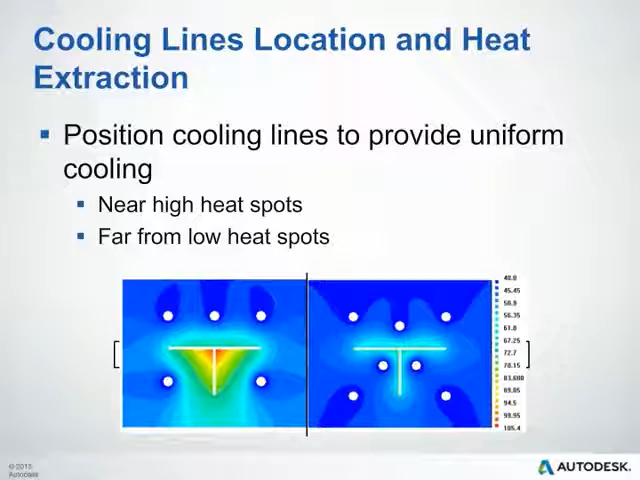 Cooling Lines Location and Heat
Extraction
Position cooling lines to provide uniform
cooling
Near high heat spots
Far from low heat spots
40.0
45.45
50.9
56.35
61.8
67.25
72.7
78.15
83.600
89.05
94.5
99.95
105.4
© 2013
Autodesk
AUTODESK.